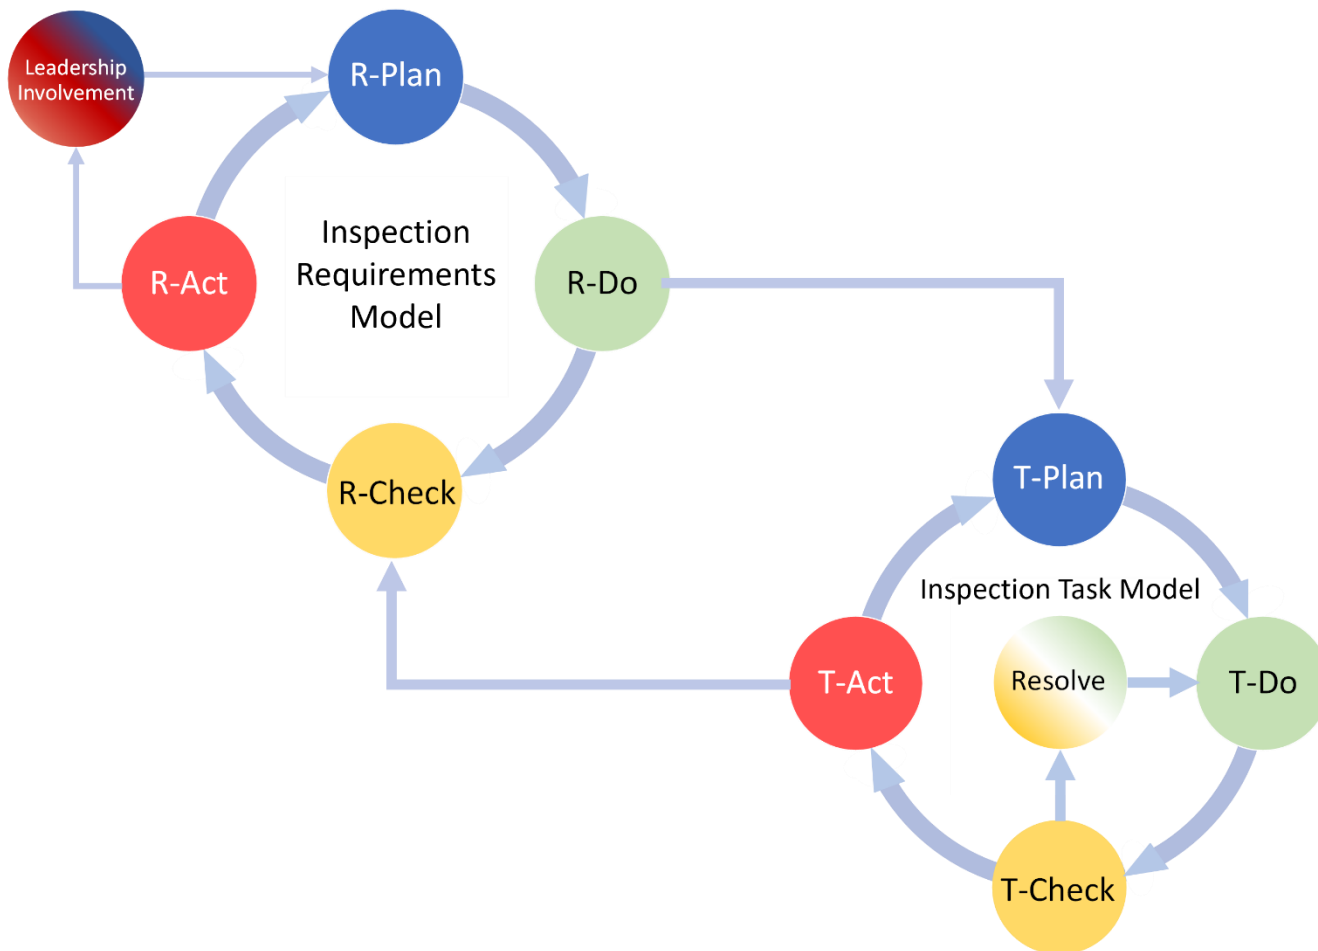 Leadership
Involvement
R-Plan
Inspection
Requirements
Model
R-Act
R-Do
R-Check
T-Plan
Inspection Task Model
T-Act
Resolve
T-Do
T-Check